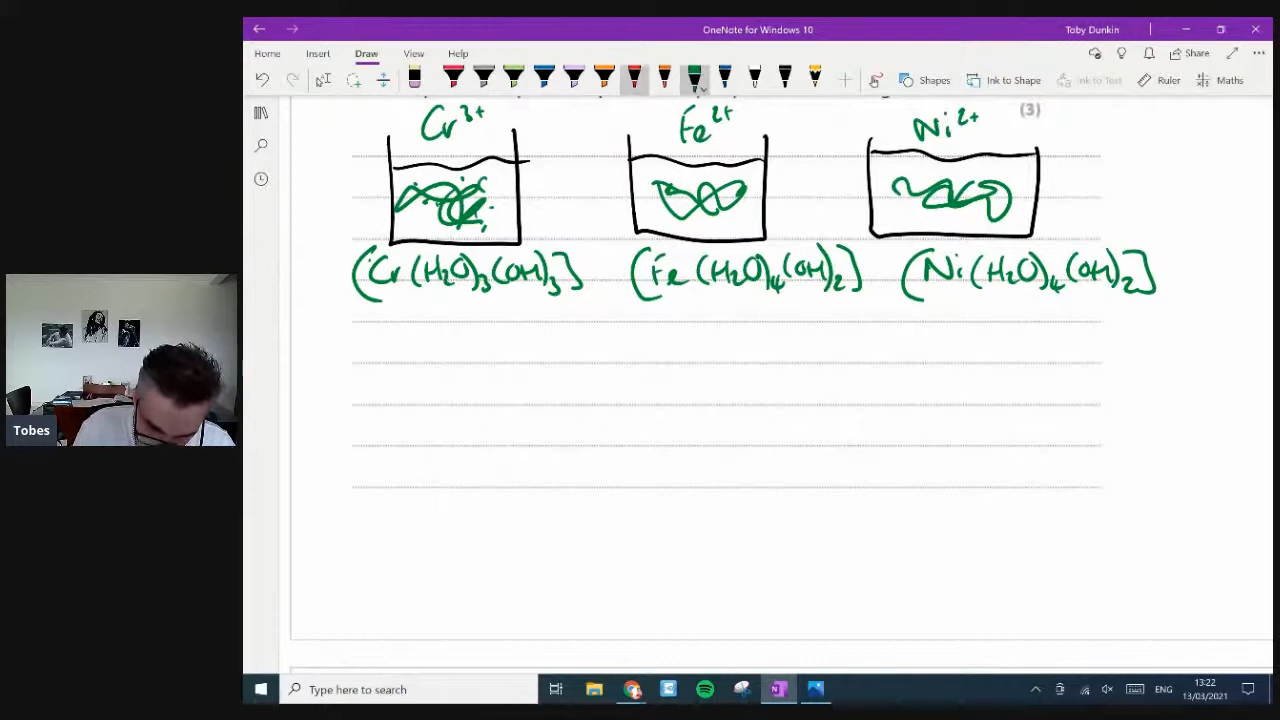 OneNote for Windows 10
Toby Dunkin
Home Insert Draw View Help
Share
Shapes Ink to Shape Ink to Text Ruler Maths
(3)
Cr³⁺ Fe²⁺ Ni²⁺
[Cr(H₂O)₃(OH)₃] [Fe(H₂O)₄(OH)₂] [Ni(H₂O)₄(OH)₂]
Tobes
Type here to search
ENG
13:22
13/03/2021